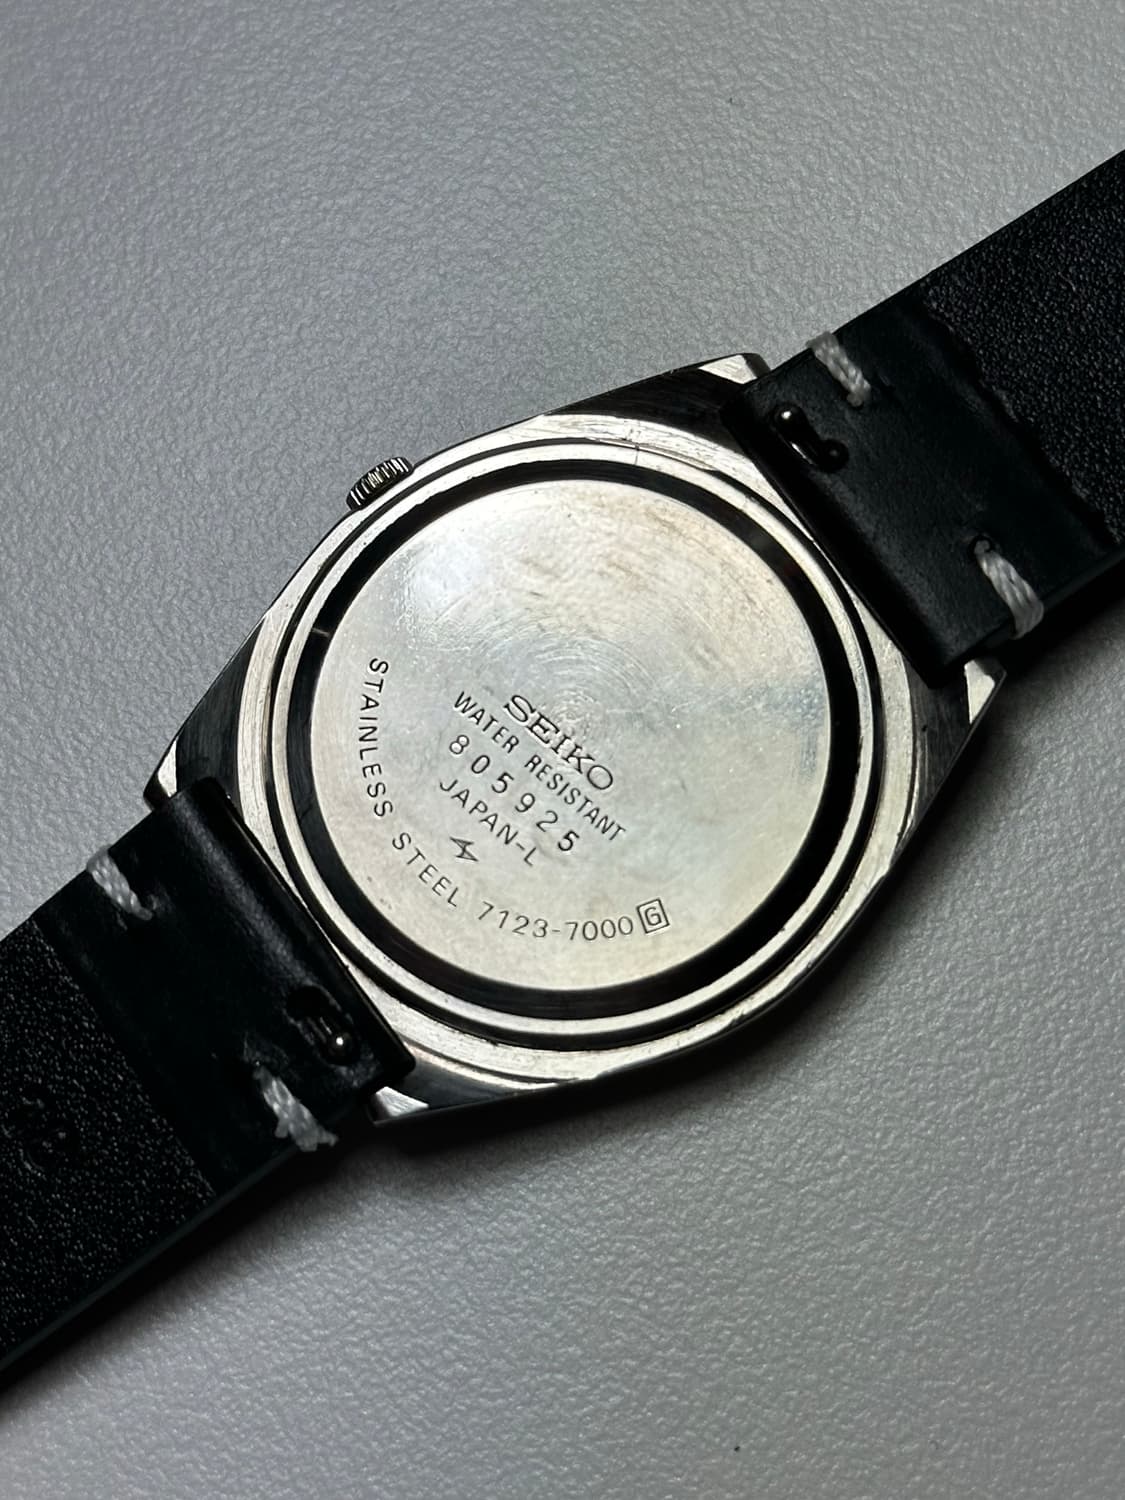 SEIKO
WATER RESISTANT
805925
JAPAN-L
STAINLESS STEEL 7123-7000 G